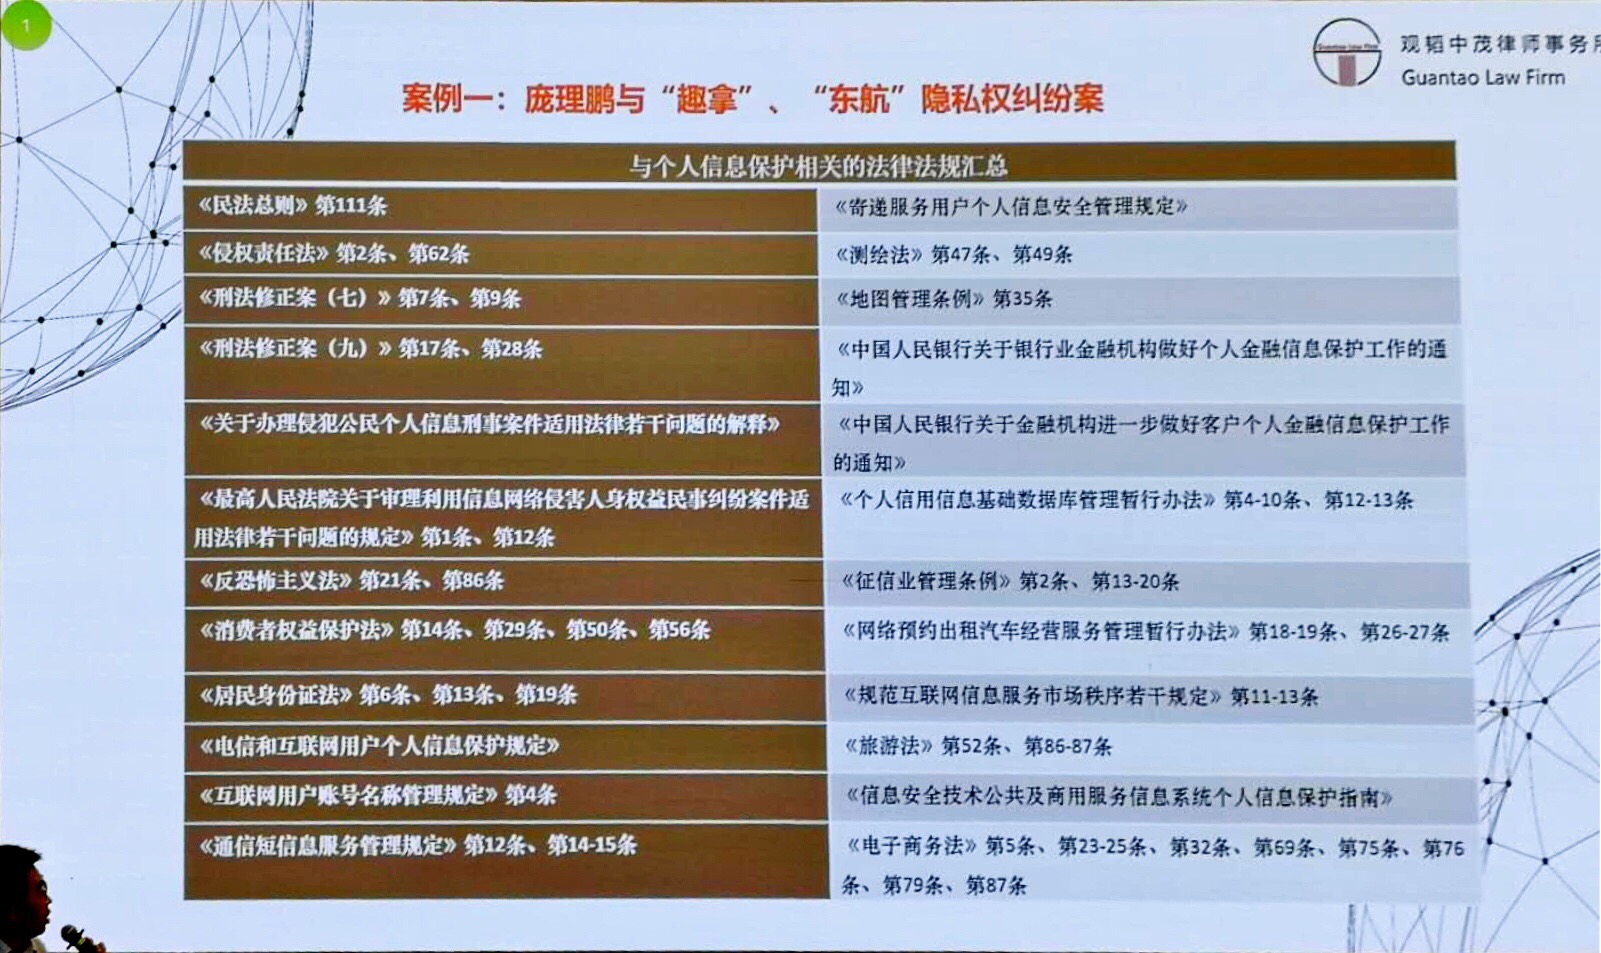 1
观韬中茂律师事务所
Guantao Law Firm
案例一：庞理鹏与“趣拿”、“东航”隐私权纠纷案
与个人信息保护相关的法律法规汇总
《民法总则》第111条
《寄递服务用户个人信息安全管理规定》
《侵权责任法》第2条、第62条
《测绘法》第47条、第49条
《刑法修正案（七）》第7条、第9条
《地图管理条例》第35条
《刑法修正案（九）》第17条、第28条
《中国人民银行关于银行业金融机构做好个人金融信息保护工作的通
知》
《关于办理侵犯公民个人信息刑事案件适用法律若干问题的解释》
《中国人民银行关于金融机构进一步做好客户个人金融信息保护工作
的通知》
《最高人民法院关于审理利用信息网络侵害人身权益民事纠纷案件适
用法律若干问题的规定》第1条、第12条
《个人信用信息基础数据库管理暂行办法》第4-10条、第12-13条
《反恐怖主义法》第21条、第86条
《征信业管理条例》第2条、第13-20条
《消费者权益保护法》第14条、第29条、第50条、第56条
《网络预约出租汽车经营服务管理暂行办法》第18-19条、第26-27条
《居民身份证法》第6条、第13条、第19条
《规范互联网信息服务市场秩序若干规定》第11-13条
《电信和互联网用户个人信息保护规定》
《旅游法》第52条、第86-87条
《互联网用户账号名称管理规定》第4条
《信息安全技术公共及商用服务信息系统个人信息保护指南》
《通信短信息服务管理规定》第12条、第14-15条
《电子商务法》第5条、第23-25条、第32条、第69条、第75条、第76
条、第79条、第87条